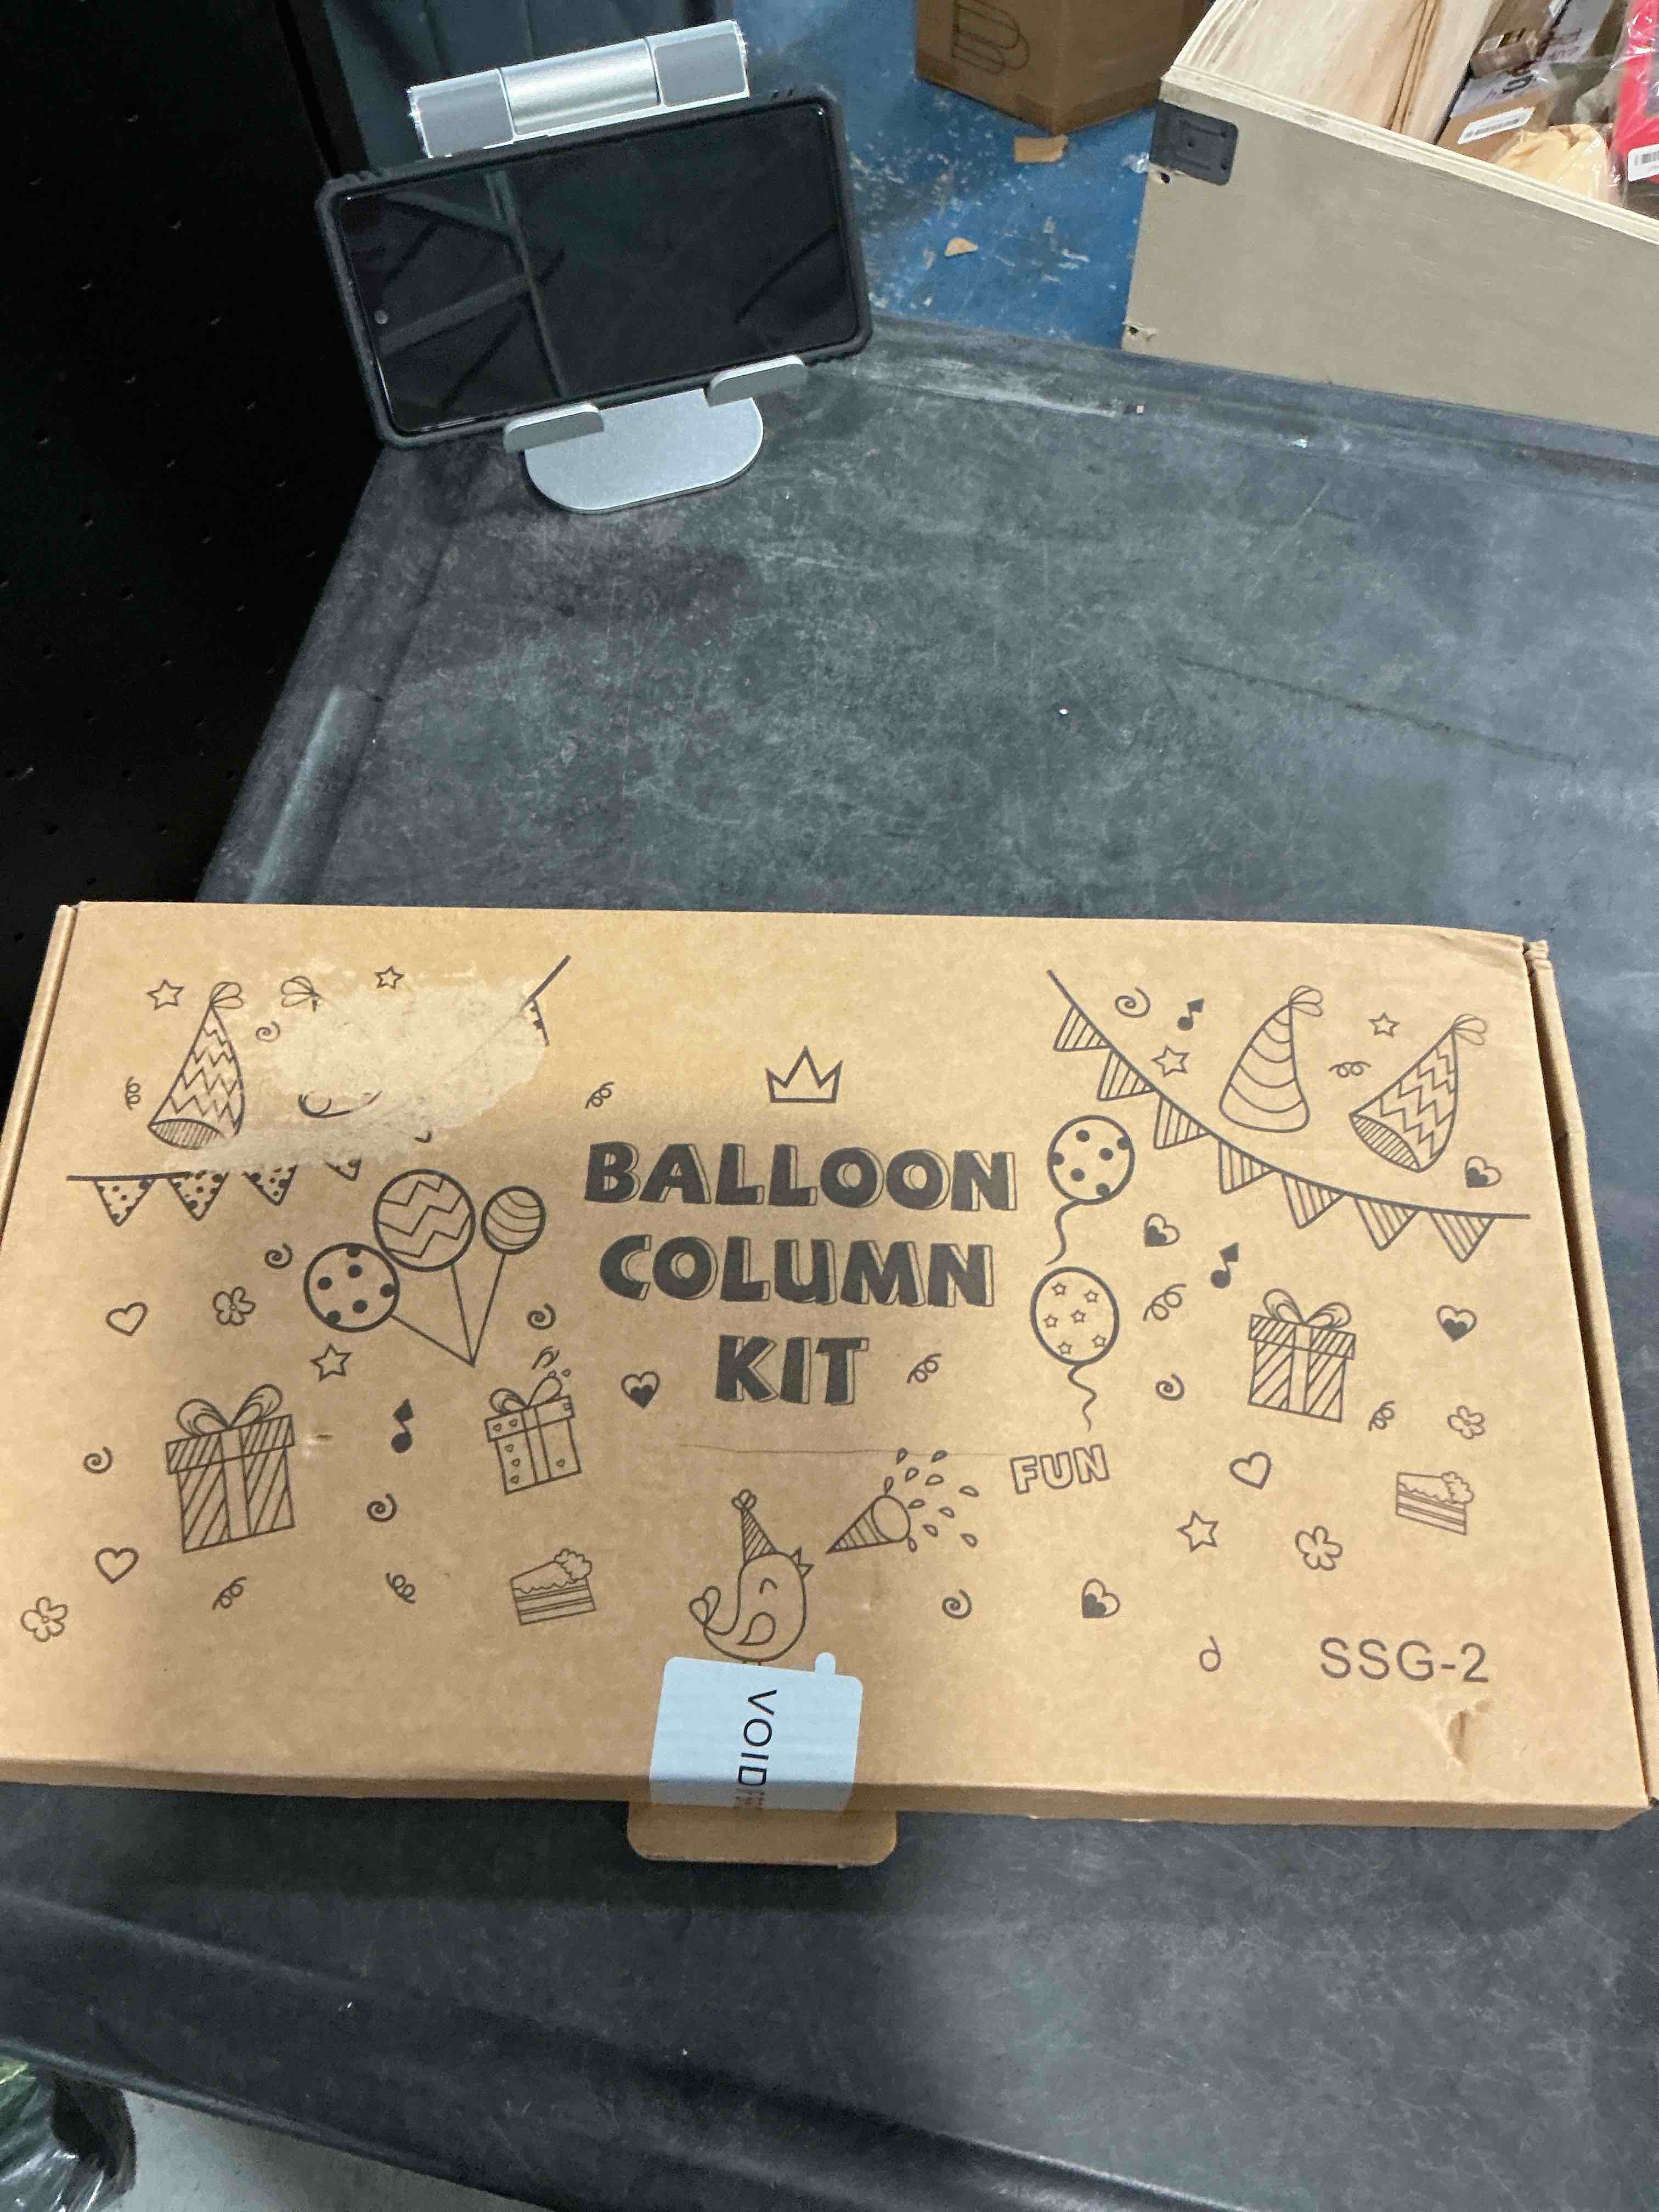 BALLOON
COLUMN
KIT
FUN
SSG-2
VOID